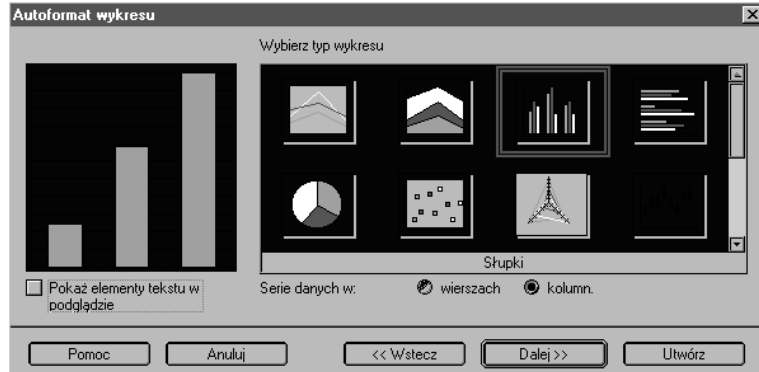 Autoformat wykresu
Wybierz typ wykresu
Słupki
Pokaż elementy tekstu w
podglądzie
Serie danych w:
wierszach
kolumn.
Pomoc
Anuluj
<< Wstecz
Dalej >>
Utwórz